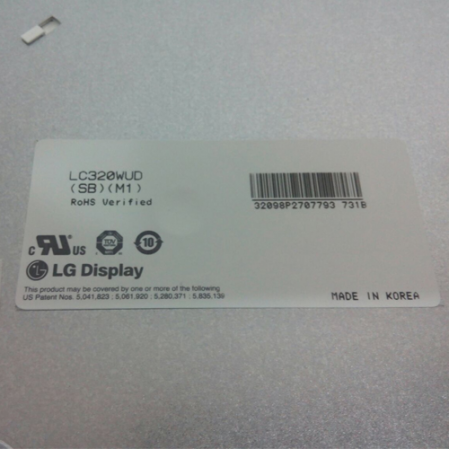 LC320WUD
(SB)(M1)
RoHS Verified
32098P2707793 731B
c RU US
10
LG Display
This product may be covered by one or more of the following
US Patent Nos. 5,041,823 ; 5,061,920 ; 5,280,371 ; 5,835,139
MADE IN KOREA